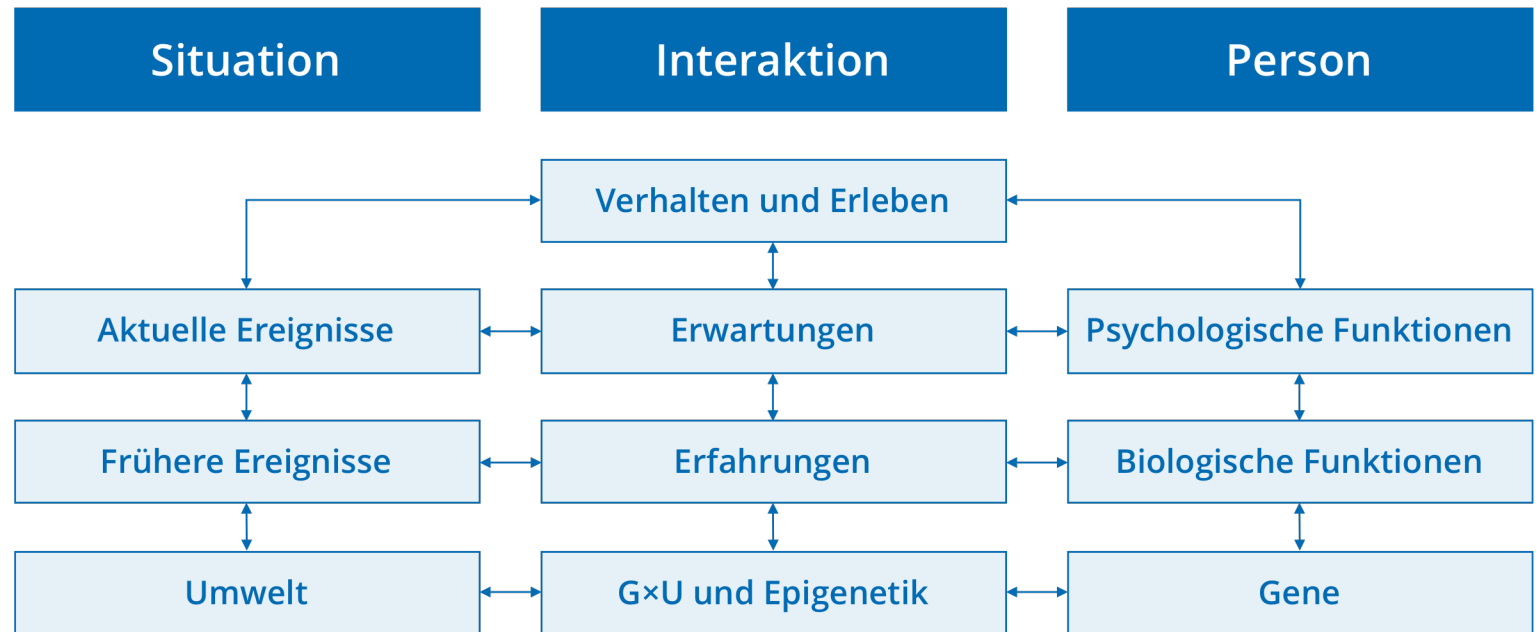 Situation
Interaktion
Person
Verhalten und Erleben
Aktuelle Ereignisse
Erwartungen
Psychologische Funktionen
Frühere Ereignisse
Erfahrungen
Biologische Funktionen
Umwelt
G×U und Epigenetik
Gene